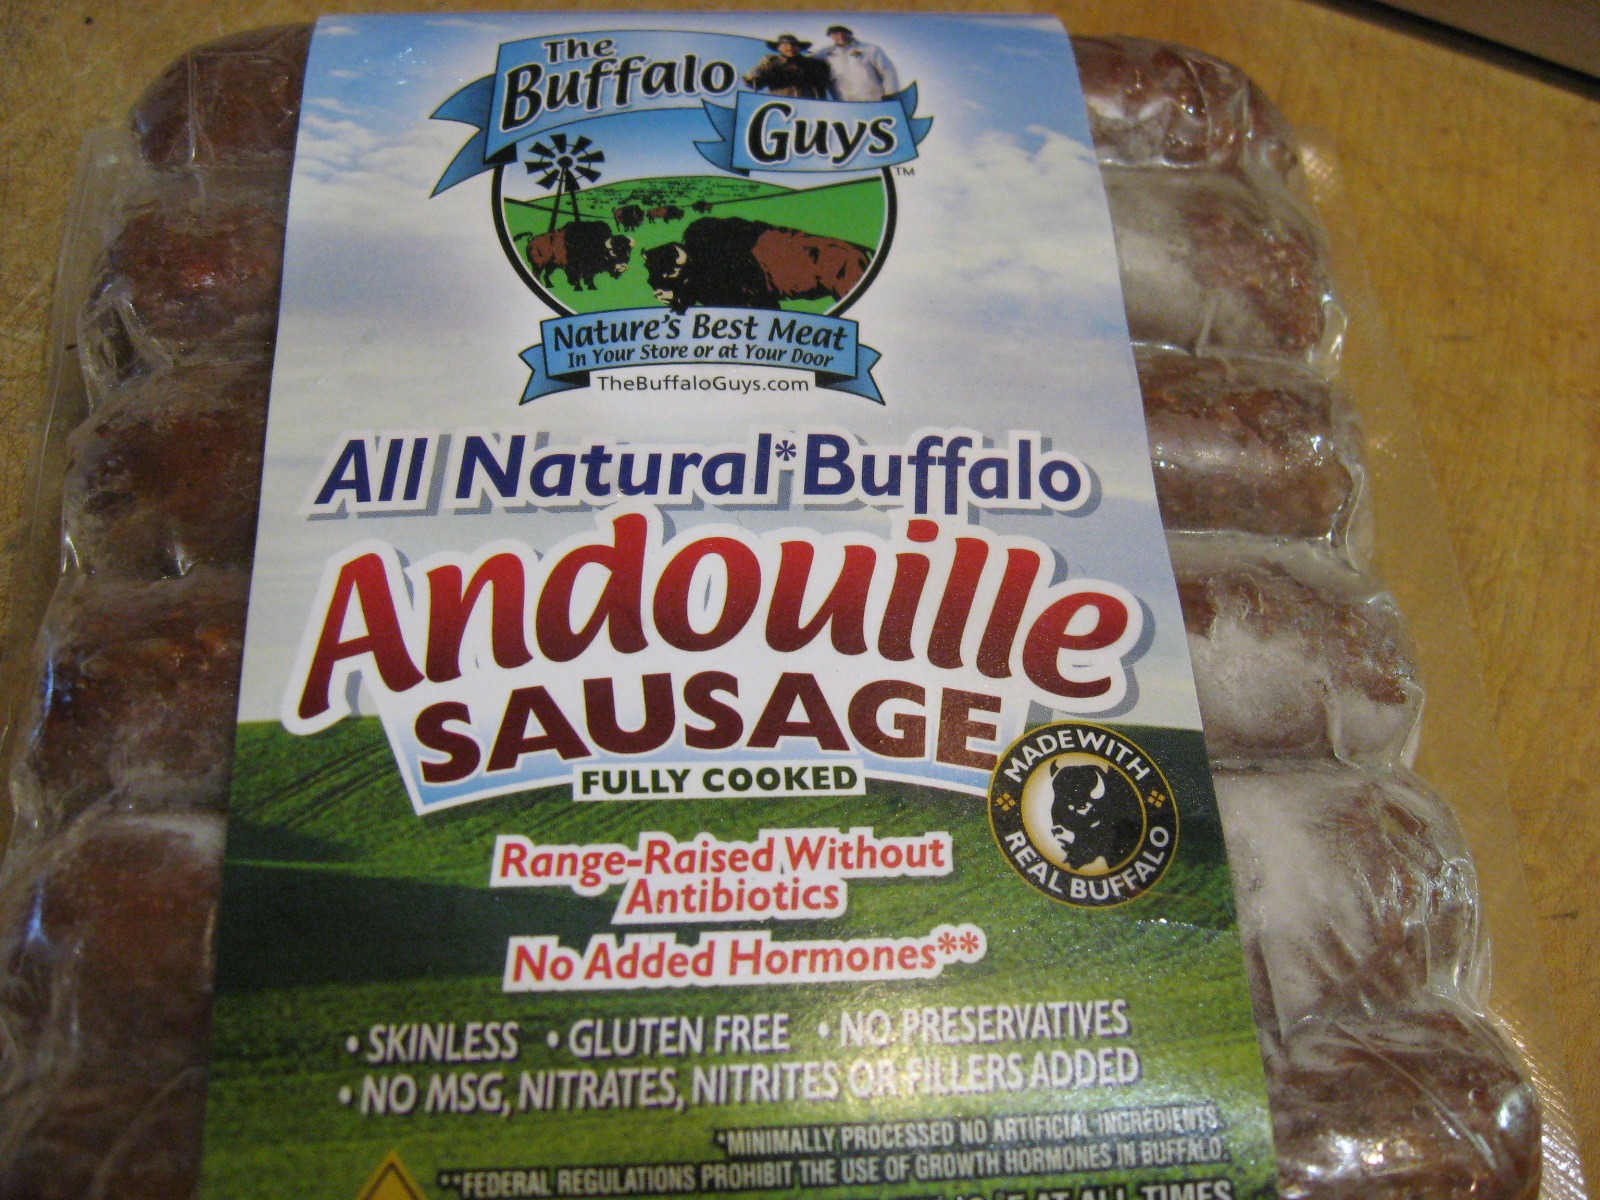 The
Buffalo
Guys
TM
Nature's Best Meat
In Your Store or at Your Door
TheBuffaloGuys.com
All Natural* Buffalo
Andouille
SAUSAGE
FULLY COOKED
MADE WITH
REAL BUFFALO
Range-Raised Without
Antibiotics
No Added Hormones**
• SKINLESS • GLUTEN FREE • NO PRESERVATIVES
• NO MSG, NITRATES, NITRITES OR FILLERS ADDED
*MINIMALLY PROCESSED NO ARTIFICIAL INGREDIENTS.
**FEDERAL REGULATIONS PROHIBIT THE USE OF GROWTH HORMONES IN BUFFALO.
AT ALL TIMES